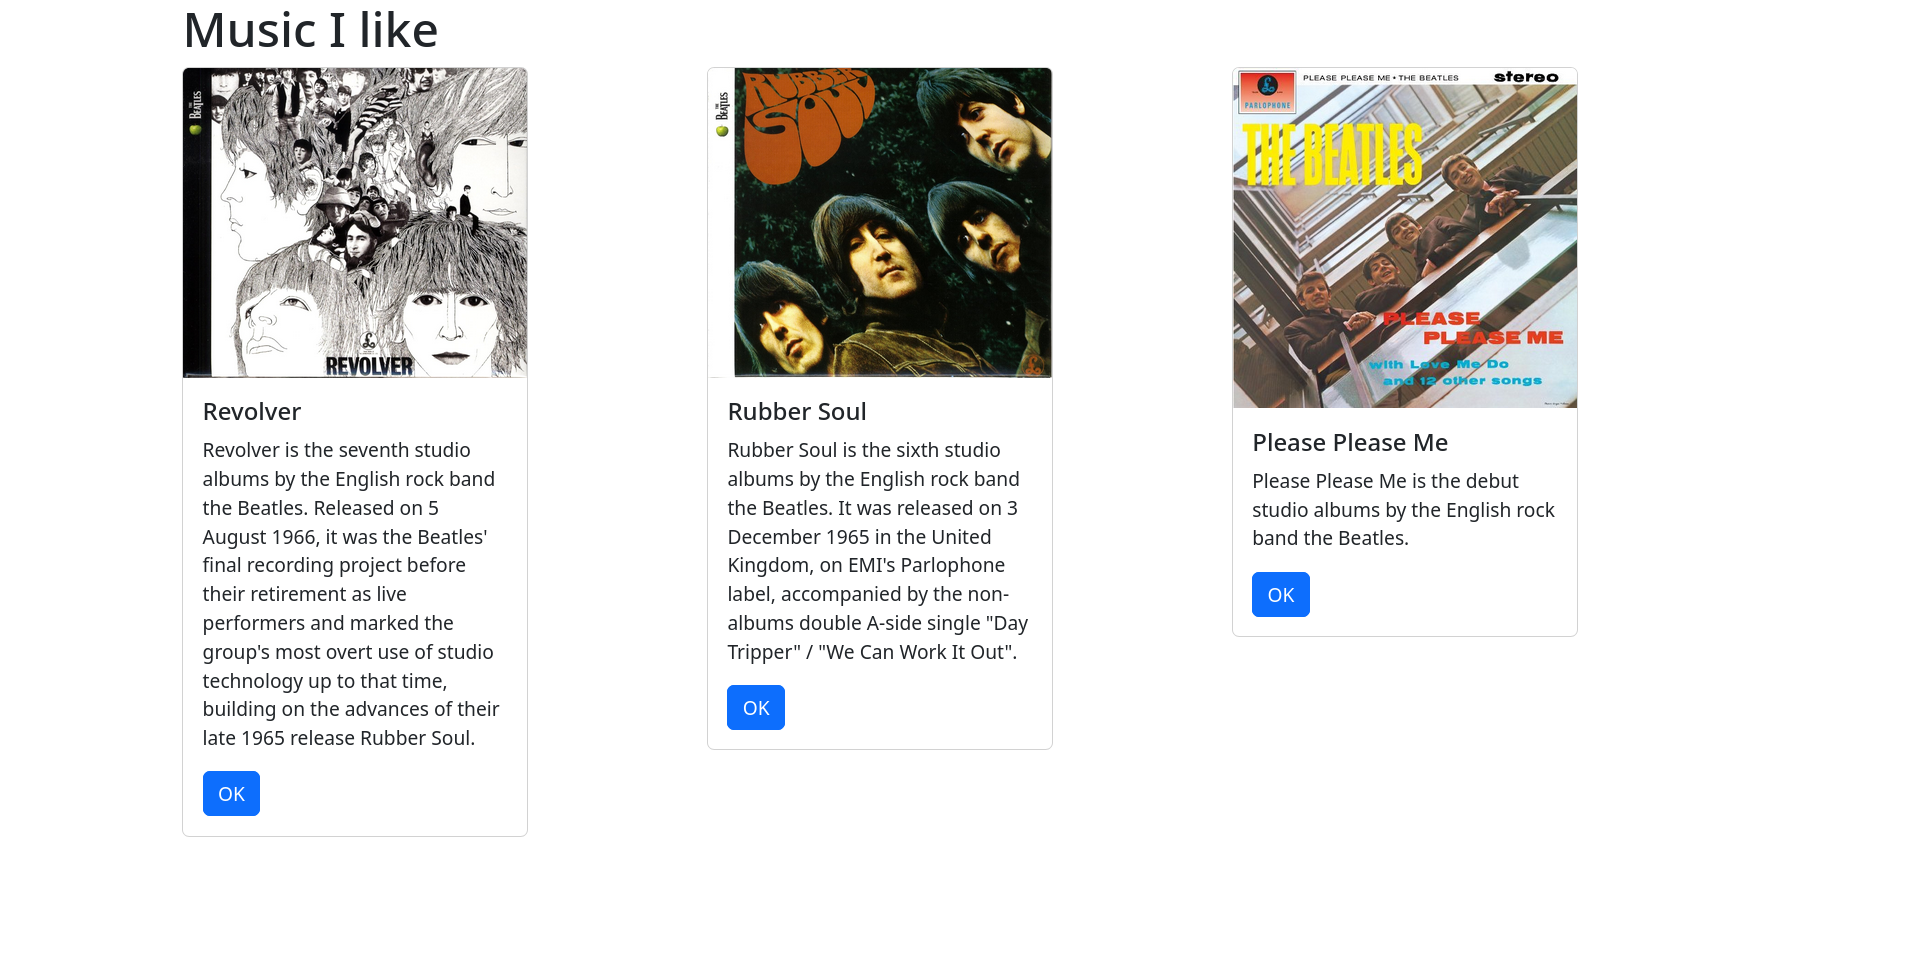 Music I like
THE BEATLES
REVOLVER
Revolver
Revolver is the seventh studio
albums by the English rock band
the Beatles. Released on 5
August 1966, it was the Beatles'
final recording project before
their retirement as live
performers and marked the
group's most overt use of studio
technology up to that time,
building on the advances of their
late 1965 release Rubber Soul.
OK
THE BEATLES
RUBBER
SOUL
Rubber Soul
Rubber Soul is the sixth studio
albums by the English rock band
the Beatles. It was released on 3
December 1965 in the United
Kingdom, on EMI's Parlophone
label, accompanied by the non-
albums double A-side single "Day
Tripper" / "We Can Work It Out".
OK
PARLOPHONE
PLEASE PLEASE ME • THE BEATLES
stereo
THE BEATLES
PLEASE
PLEASE ME
with Love Me Do
and 12 other songs
Please Please Me
Please Please Me is the debut
studio albums by the English rock
band the Beatles.
OK